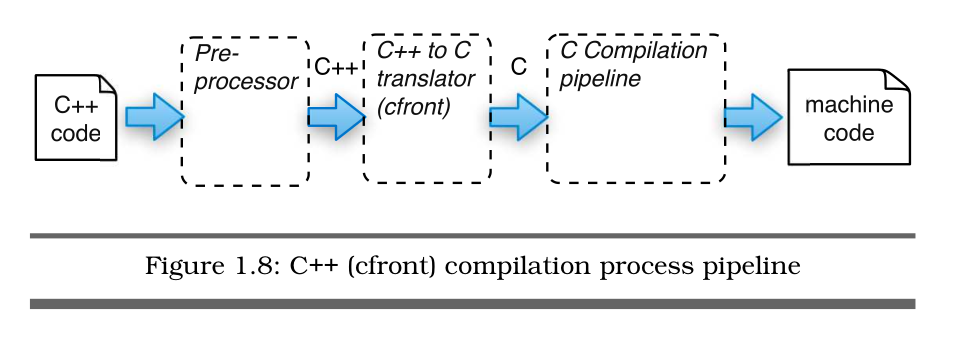 C++
code
Pre-
processor
C++
C++ to C
translator
(cfront)
C
C Compilation
pipeline
machine
code
Figure 1.8: C++ (cfront) compilation process pipeline